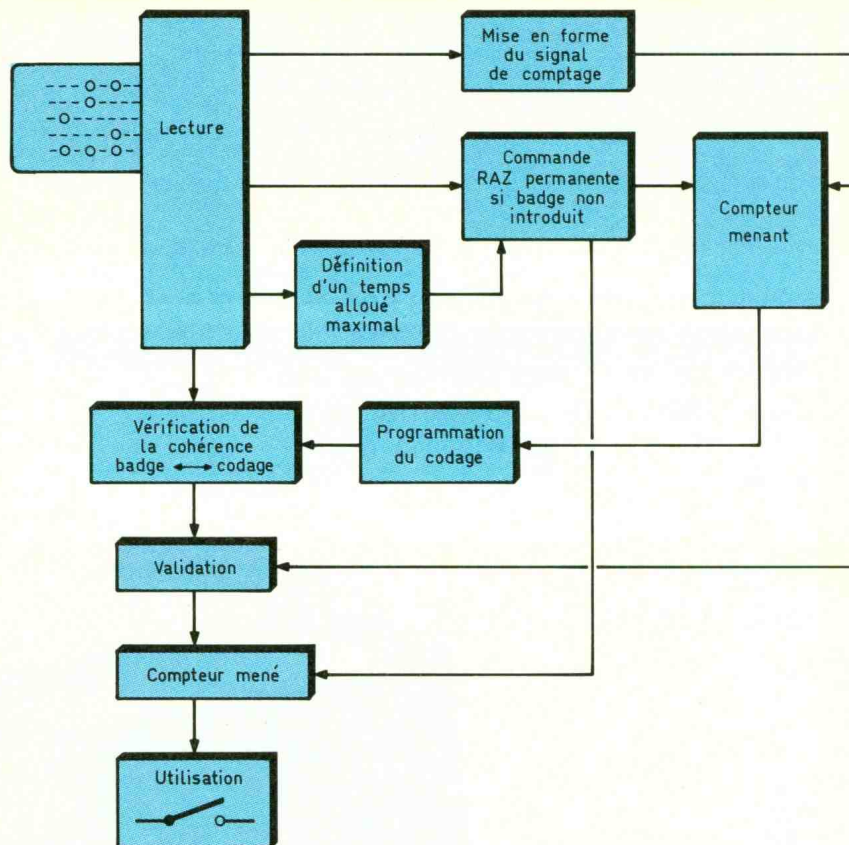 Mise en forme
du signal
de comptage
Lecture
Commande
RAZ permanente
si badge non
introduit
Compteur
menant
Définition
d'un temps
alloué
maximal
Vérification de
la cohérence
badge ↔ codage
Programmation
du codage
Validation
Compteur mené
Utilisation